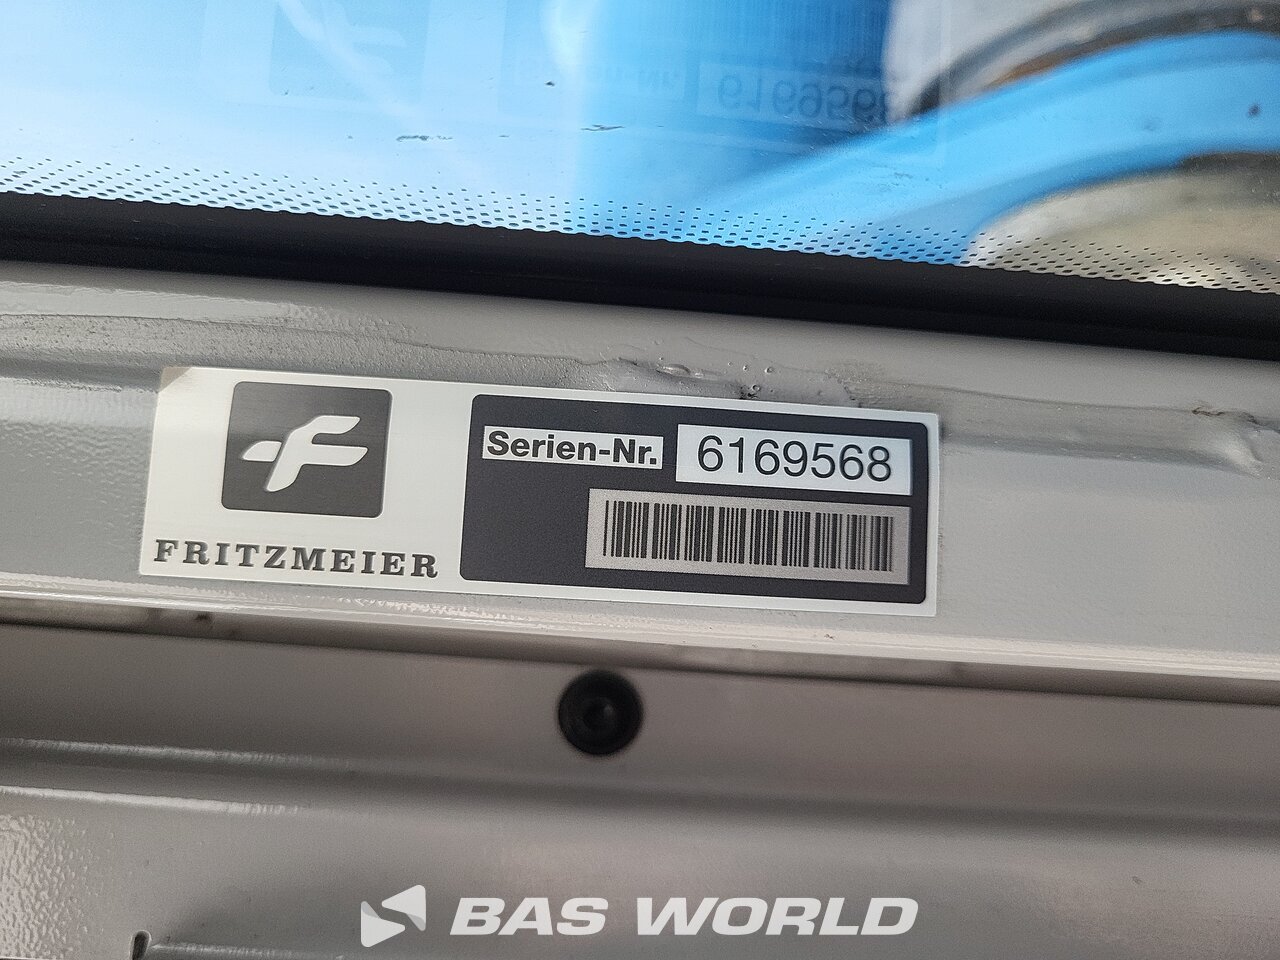 Serien-Nr. 6169568
FRITZMEIER
BAS WORLD